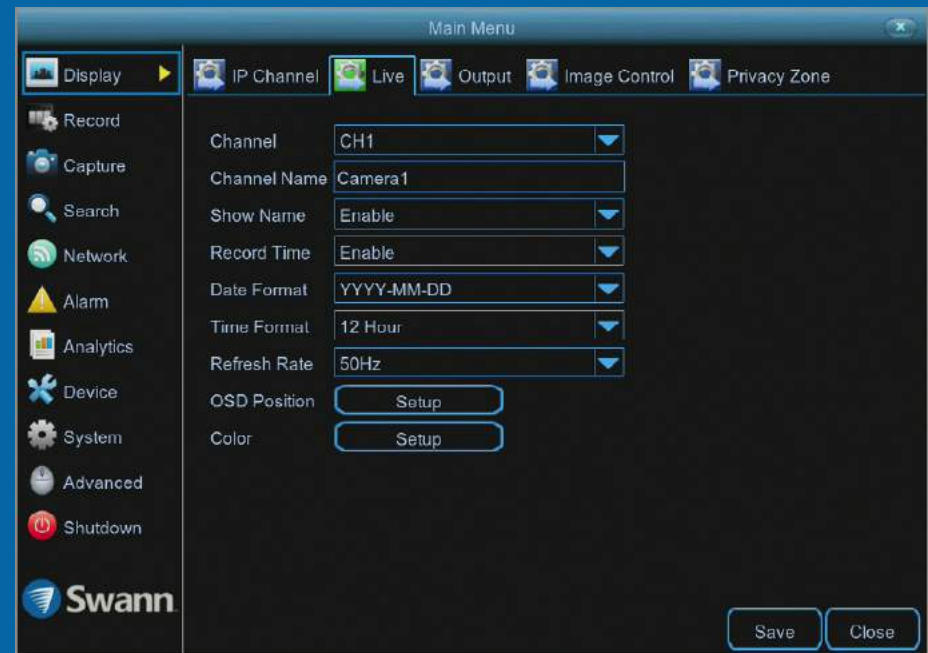 Main Menu
Display
Record
Capture
Search
Network
Alarm
Analytics
Device
System
Advanced
Shutdown
Swann
IP Channel Live Output Image Control Privacy Zone
Channel CH1
Channel Name Camera1
Show Name Enable
Record Time Enable
Date Format YYYY-MM-DD
Time Format 12 Hour
Refresh Rate 50Hz
OSD Position Setup
Color Setup
Save Close